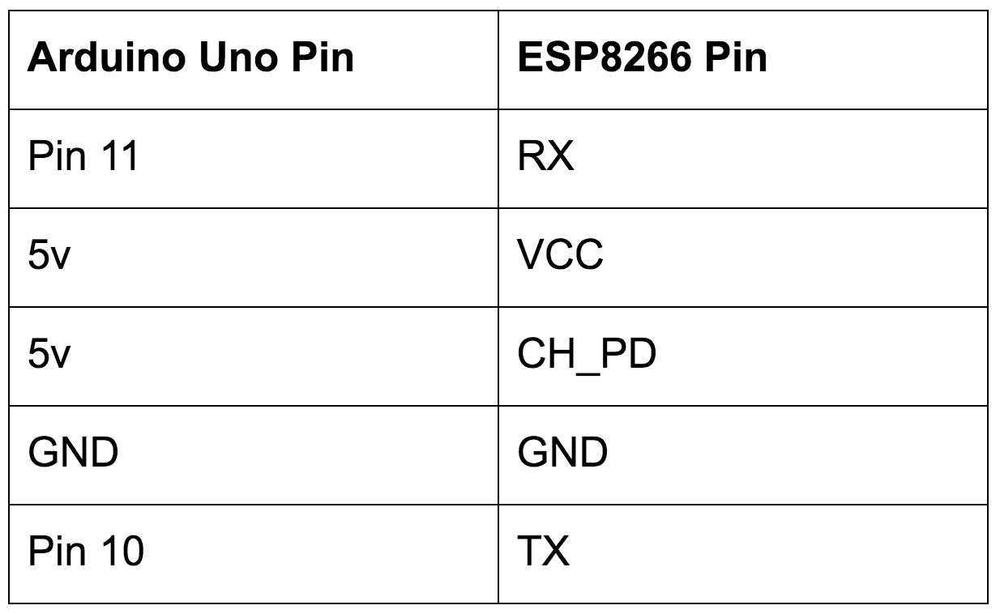 Arduino Uno Pin ESP8266 Pin
Pin 11 RX
5v VCC
5v CH_PD
GND GND
Pin 10 TX